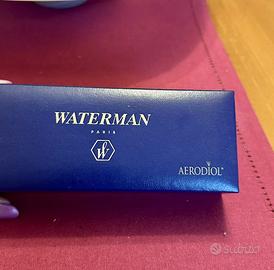 WATERMAN
PARIS
W
AERODIOL®
subito